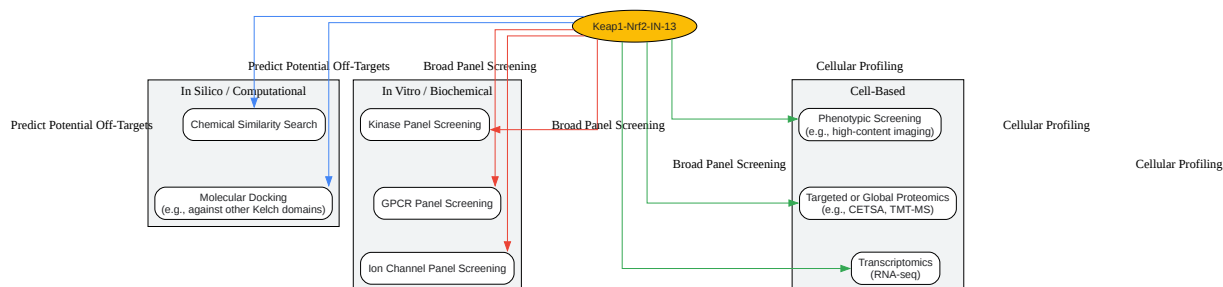 Keap1-Nrf2-IN-13
Predict Potential Off-Targets
Broad Panel Screening
Cellular Profiling
In Silico / Computational
In Vitro / Biochemical
Cell-Based
Predict Potential Off-Targets
Chemical Similarity Search
Kinase Panel Screening
Broad Panel Screening
Phenotypic Screening
(e.g., high-content imaging)
Cellular Profiling
Broad Panel Screening
Cellular Profiling
Molecular Docking
(e.g., against other Kelch domains)
GPCR Panel Screening
Targeted or Global Proteomics
(e.g., CETSA, TMT-MS)
Ion Channel Panel Screening
Transcriptomics
(RNA-seq)